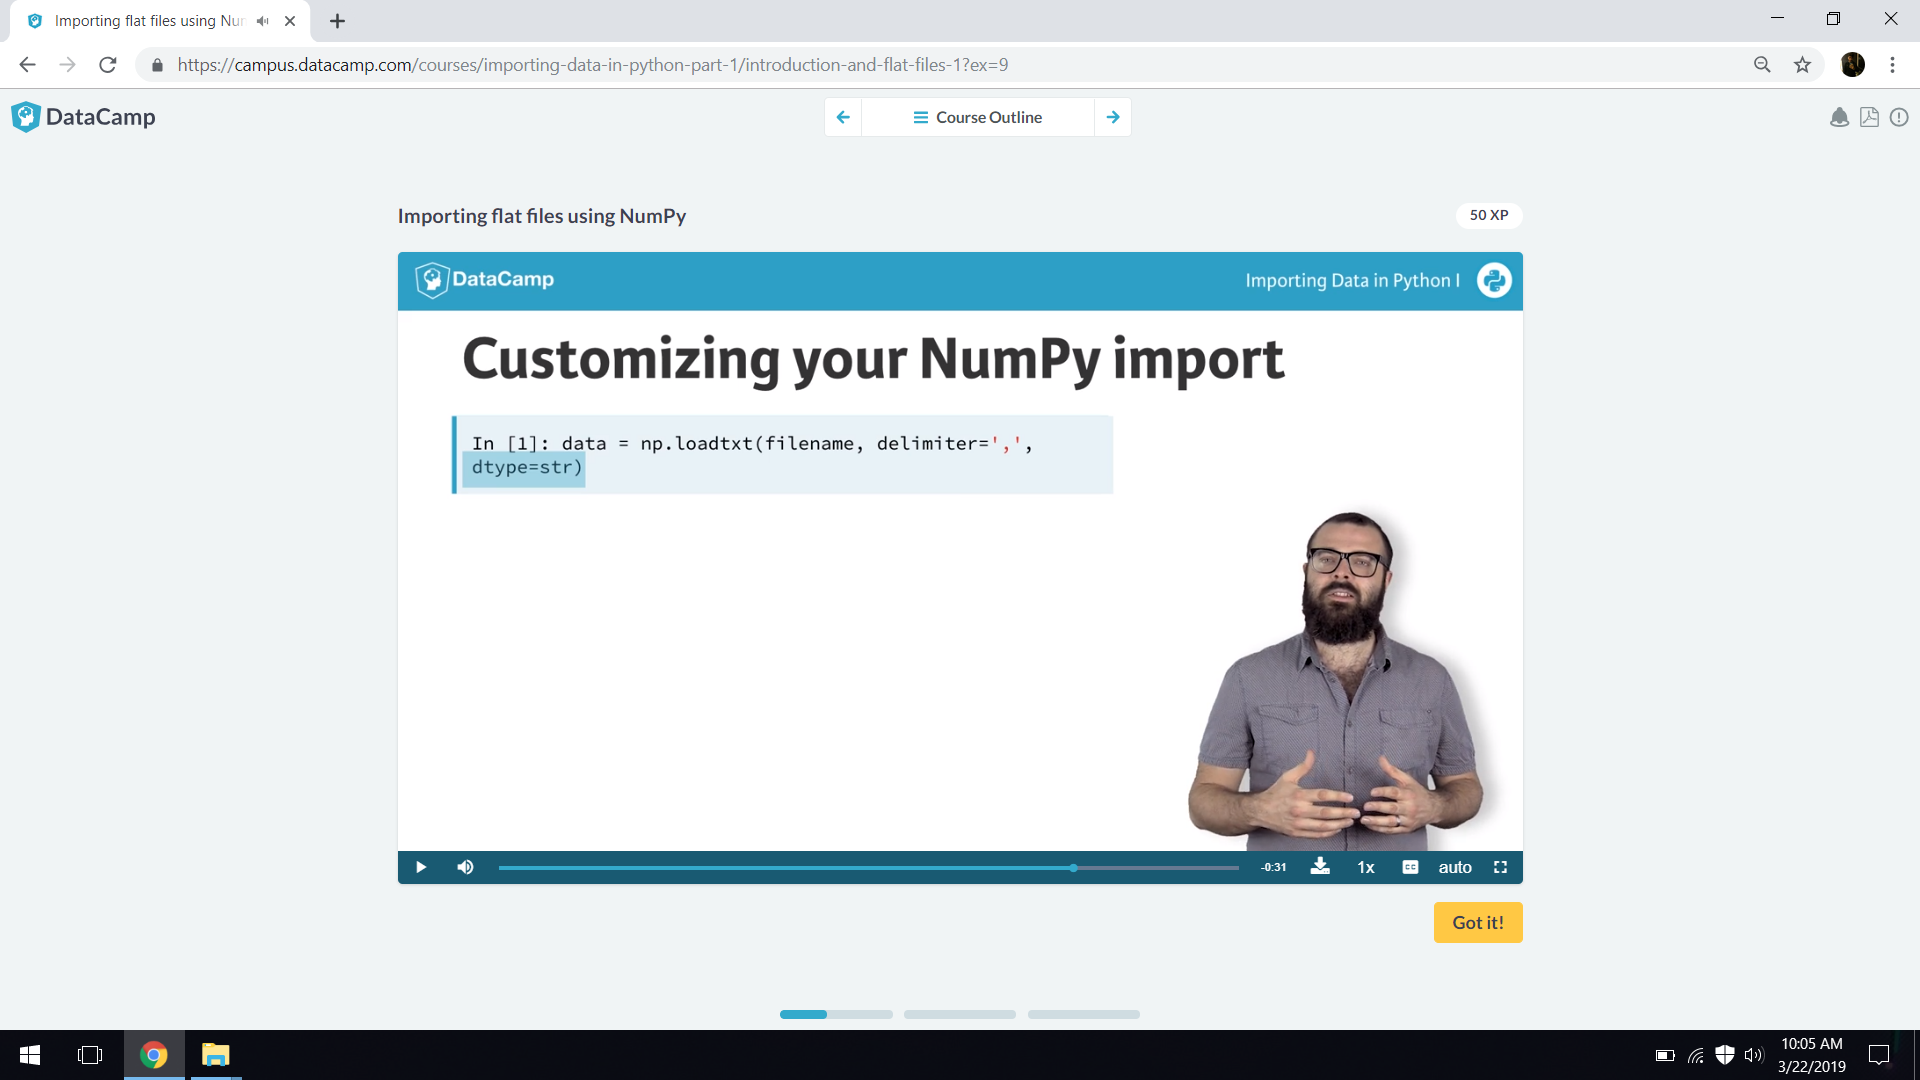 Importing flat files using Nu
https://campus.datacamp.com/courses/importing-data-in-python-part-1/introduction-and-flat-files-1?ex=9
DataCamp
Course Outline
Importing flat files using NumPy
50 XP
DataCamp
Importing Data in Python I
Customizing your NumPy import
In [1]: data = np.loadtxt(filename, delimiter=',',
dtype=str)
-0:31
1x
CC
auto
Got it!
10:05 AM
3/22/2019